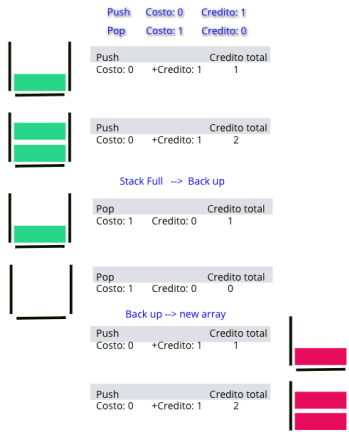 Push Costo: 0 Credito: 1
Pop Costo: 1 Credito: 0
Push Credito total
Costo: 0 +Credito: 1 1
Push Credito total
Costo: 0 +Credito: 1 2
Stack Full --> Back up
Pop Credito total
Costo: 1 Credito: 0 1
Pop Credito total
Costo: 1 Credito: 0 0
Back up --> new array
Push Credito total
Costo: 0 +Credito: 1 1
Push Credito total
Costo: 0 +Credito: 1 2